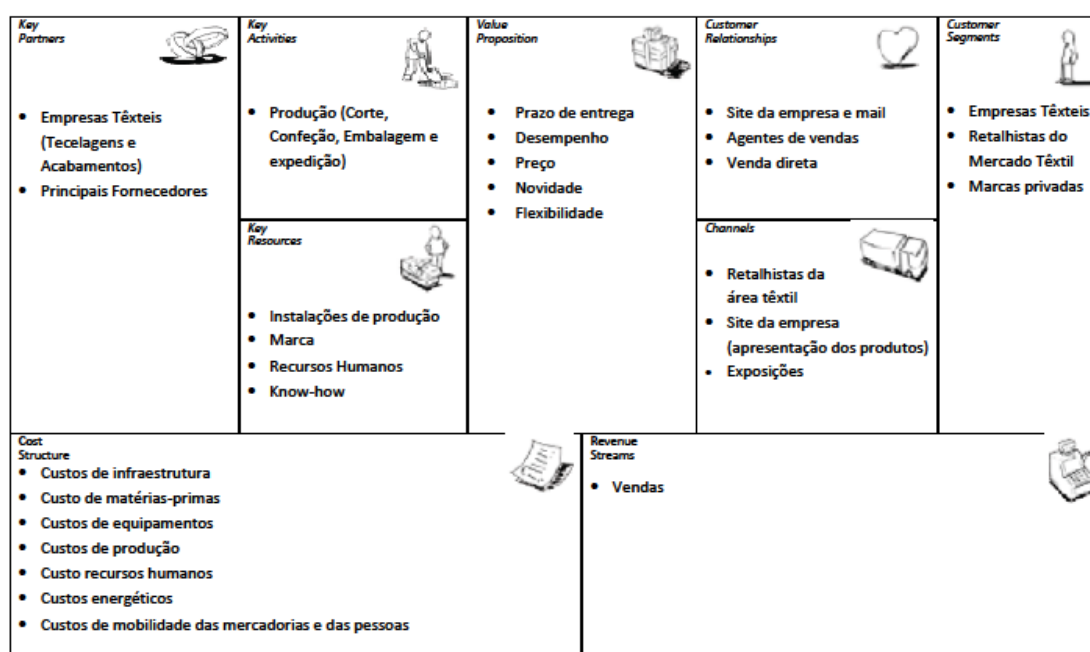 Key
Partners
• Empresas Têxteis
(Tecelagens e
Acabamentos)
• Principais Fornecedores
Key
Activities
• Produção (Corte,
Confeção, Embalagem e
expedição)
Key
Resources
• Instalações de produção
• Marca
• Recursos Humanos
• Know-how
Value
Proposition
• Prazo de entrega
• Desempenho
• Preço
• Novidade
• Flexibilidade
Customer
Relationships
• Site da empresa e mail
• Agentes de vendas
• Venda direta
Channels
• Retalhistas da
área têxtil
• Site da empresa
(apresentação dos produtos)
• Exposições
Customer
Segments
• Empresas Têxteis
• Retalhistas do
Mercado Têxtil
• Marcas privadas
Cost
Structure
• Custos de infraestrutura
• Custo de matérias-primas
• Custos de equipamentos
• Custos de produção
• Custo recursos humanos
• Custos energéticos
• Custos de mobilidade das mercadorias e das pessoas
Revenue
Streams
• Vendas